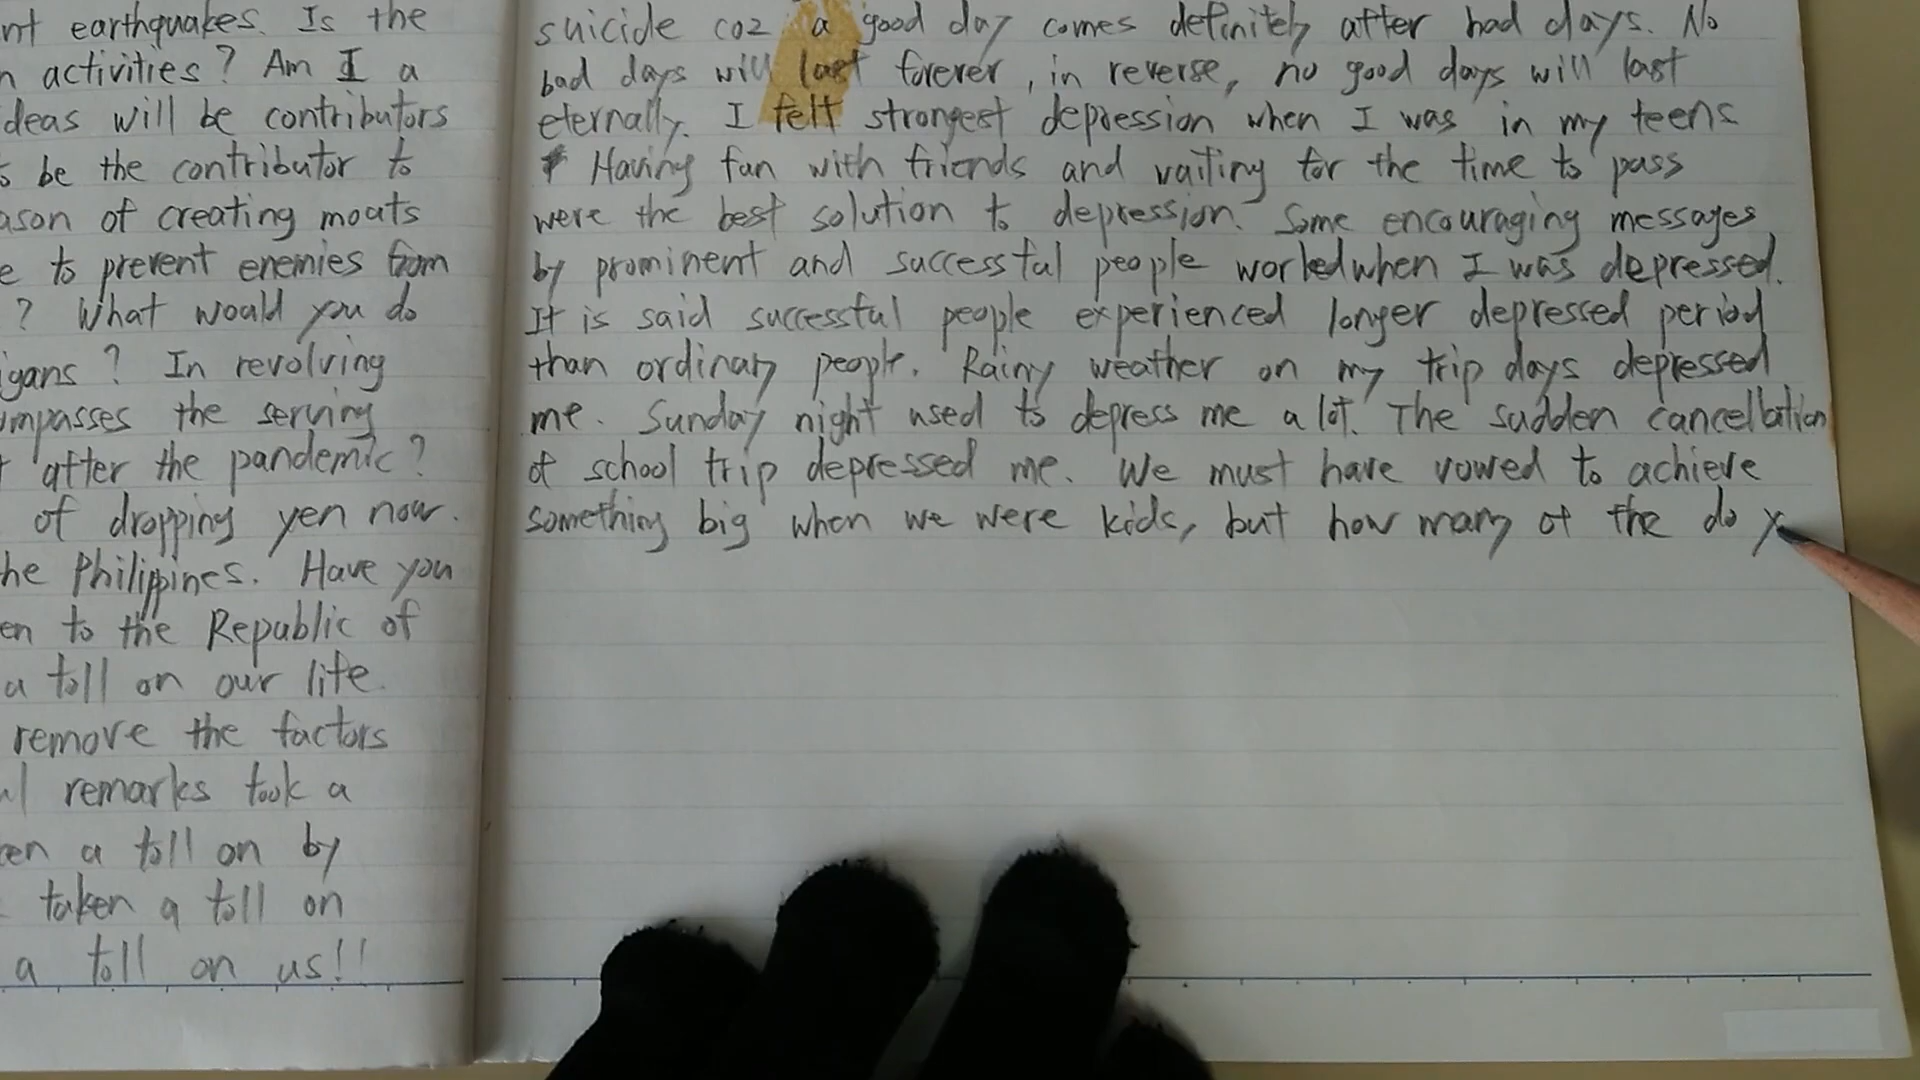 nt earthquakes. Is the
n activities? Am I a
deas will be contributors
be the contributor to
ason of creating moats
e to prevent enemies from
? What would you do
igans? In revolving
mpasses the serving
after the pandemic?
of dropping yen now.
he Philippines. Have you
en to the Republic of
a toll on our life.
remove the factors
l remarks took a
en a toll on by
taken a toll on
a toll on us!!
suicide coz a good day comes definitely after bad days. No
bad days will last forever, in reverse, no good days will last
eternally. I felt strongest depression when I was in my teens
Having fun with friends and vaiting for the time to pass
were the best solution to depression. Some encouraging messages
by prominent and successful people worked when I was depressed.
It is said successful people experienced longer depressed period
than ordinary people. Rainy weather on my trip days depressed
me. Sunday night used to depress me a lot. The sudden cancellation
of school trip depressed me. We must have vowed to achieve
something big when we were kids, but how many of the do y